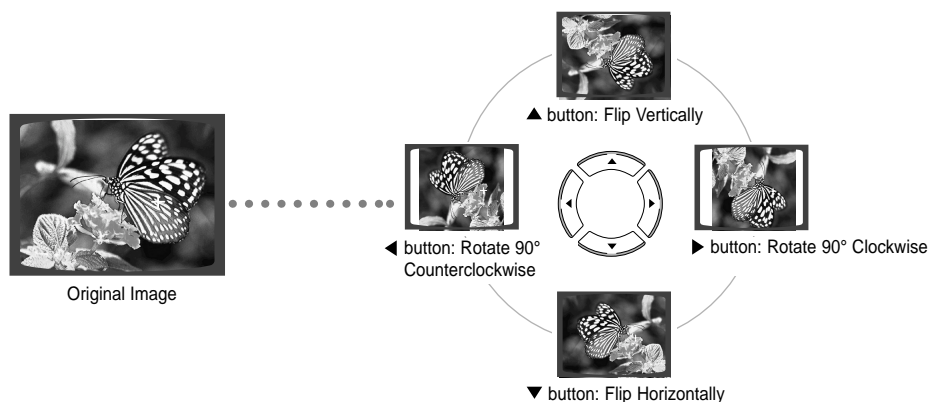 ▲ button: Flip Vertically
◀ button: Rotate 90°
Counterclockwise
▶ button: Rotate 90° Clockwise
Original Image
▼ button: Flip Horizontally